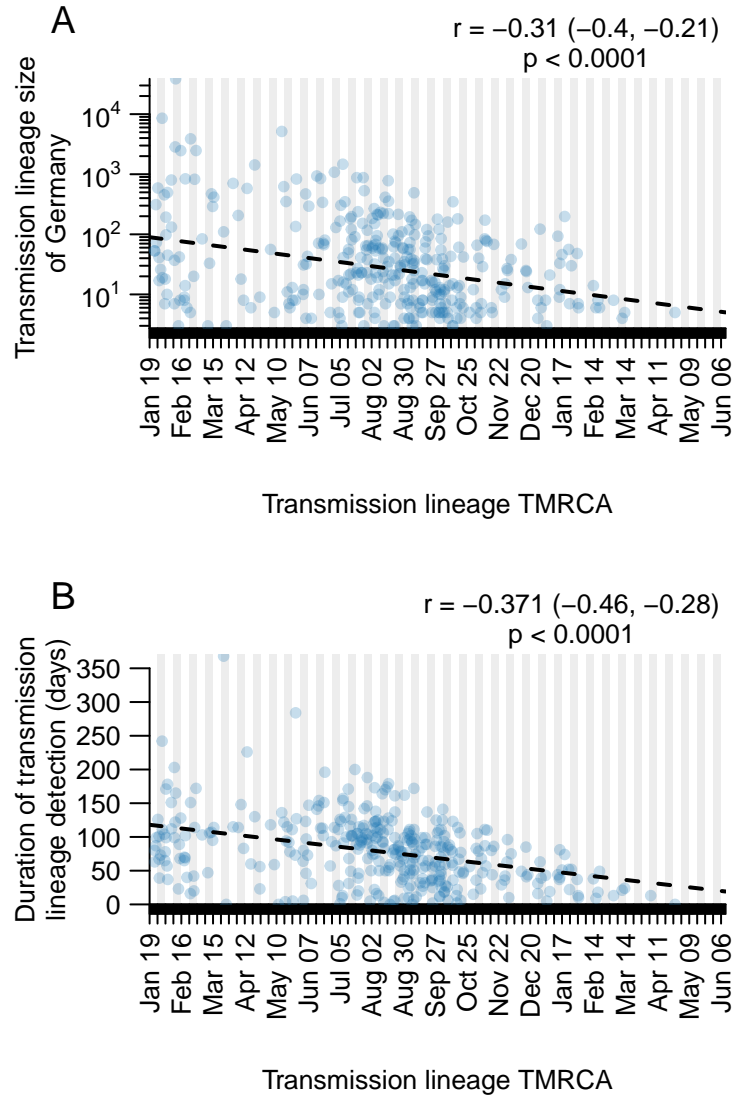 A
r = −0.31 (−0.4, −0.21)
p < 0.0001
Transmission lineage size
of Germany
10⁴
10³
10²
10¹
Jan 19
Feb 16
Mar 15
Apr 12
May 10
Jun 07
Jul 05
Aug 02
Aug 30
Sep 27
Oct 25
Nov 22
Dec 20
Jan 17
Feb 14
Mar 14
Apr 11
May 09
Jun 06
Transmission lineage TMRCA
B
r = −0.371 (−0.46, −0.28)
p < 0.0001
Duration of transmission
lineage detection (days)
350
300
250
200
150
100
50
0
Jan 19
Feb 16
Mar 15
Apr 12
May 10
Jun 07
Jul 05
Aug 02
Aug 30
Sep 27
Oct 25
Nov 22
Dec 20
Jan 17
Feb 14
Mar 14
Apr 11
May 09
Jun 06
Transmission lineage TMRCA